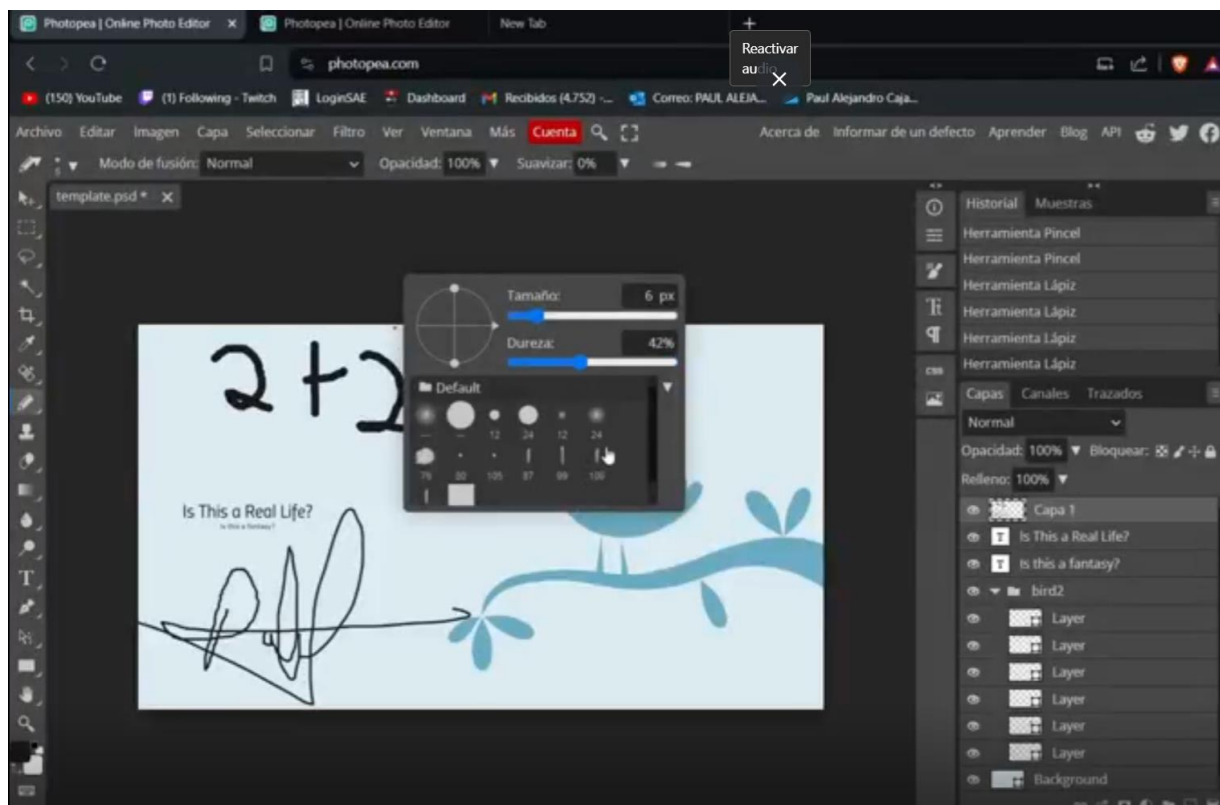 Photopea | Online Photo Editor
Photopea | Online Photo Editor
New Tab
Reactivar
audio
photopea.com
(150) YouTube
(1) Following - Twitch
LoginSAE
Dashboard
Recibidos (4.752) -...
Correo: PAUL ALEJA...
Paul Alejandro Caja...
Archivo Editar Imagen Capa Seleccionar Filtro Ver Ventana Más Cuenta
Acerca de Informar de un defecto Aprender Blog API
Modo de fusión: Normal Opacidad: 100% Suavizar: 0%
template.psd *
Tamaño: 6 px
Dureza: 42%
Default
12 24 12 24
76 80 105 87 99 100
2+2
Is This a Real Life?
Is this a fantasy?
Historial Muestras
Herramienta Pincel
Herramienta Pincel
Herramienta Lápiz
Herramienta Lápiz
Herramienta Lápiz
Herramienta Lápiz
CSS
Capas Canales Trazados
Normal
Opacidad: 100% Bloquear:
Relleno: 100%
Capa 1
Is This a Real Life?
Is this a fantasy?
bird2
Layer
Layer
Layer
Layer
Layer
Layer
Background